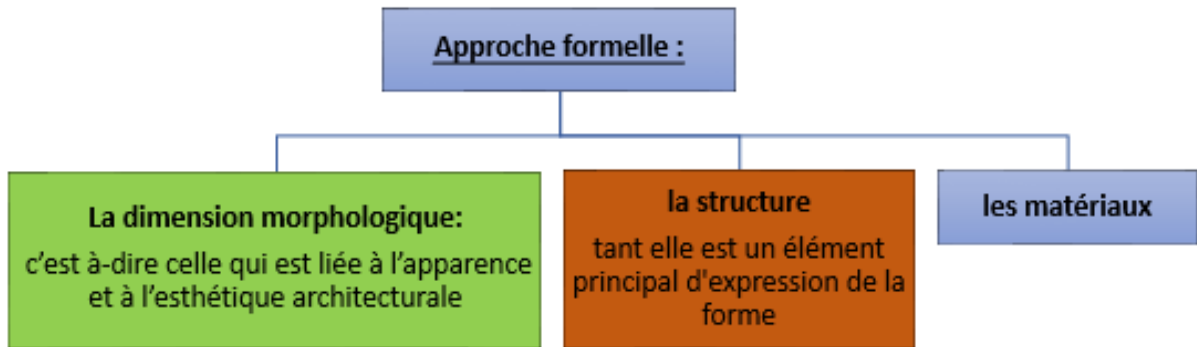 Approche formelle :
La dimension morphologique:
c'est à-dire celle qui est liée à l'apparence
et à l'esthétique architecturale
la structure
tant elle est un élément
principal d'expression de la
forme
les matériaux